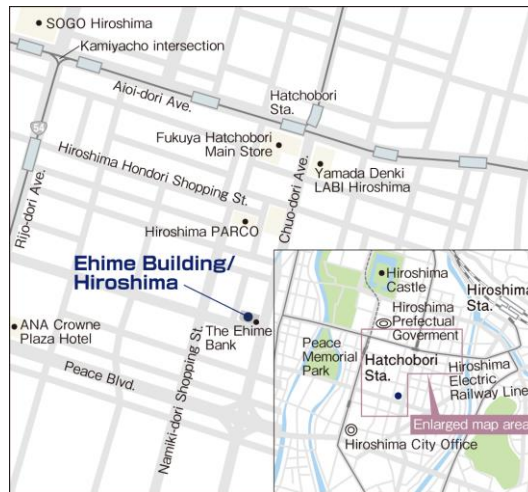 SOGO Hiroshima
Kamiyacho intersection
Aioi-dori Ave.
Hatchobori
Sta.
54
Fukuya Hatchobori
Main Store
Yamada Denki
LABI Hiroshima
Hiroshima Hondori Shopping St.
Rijo-dori Ave.
Chuo-dori Ave.
Hiroshima PARCO
Ehime Building/
Hiroshima
The Ehime
Bank
ANA Crowne
Plaza Hotel
Peace Blvd.
Namiki-dori Shopping St.
Hiroshima
Castle
Hiroshima
Sta.
Hiroshima
Prefectual
Goverment
Peace
Memorial
Park
Hatchobori
Sta.
Hiroshima
Electric
Railway Line
Enlarged map area
Hiroshima City Office